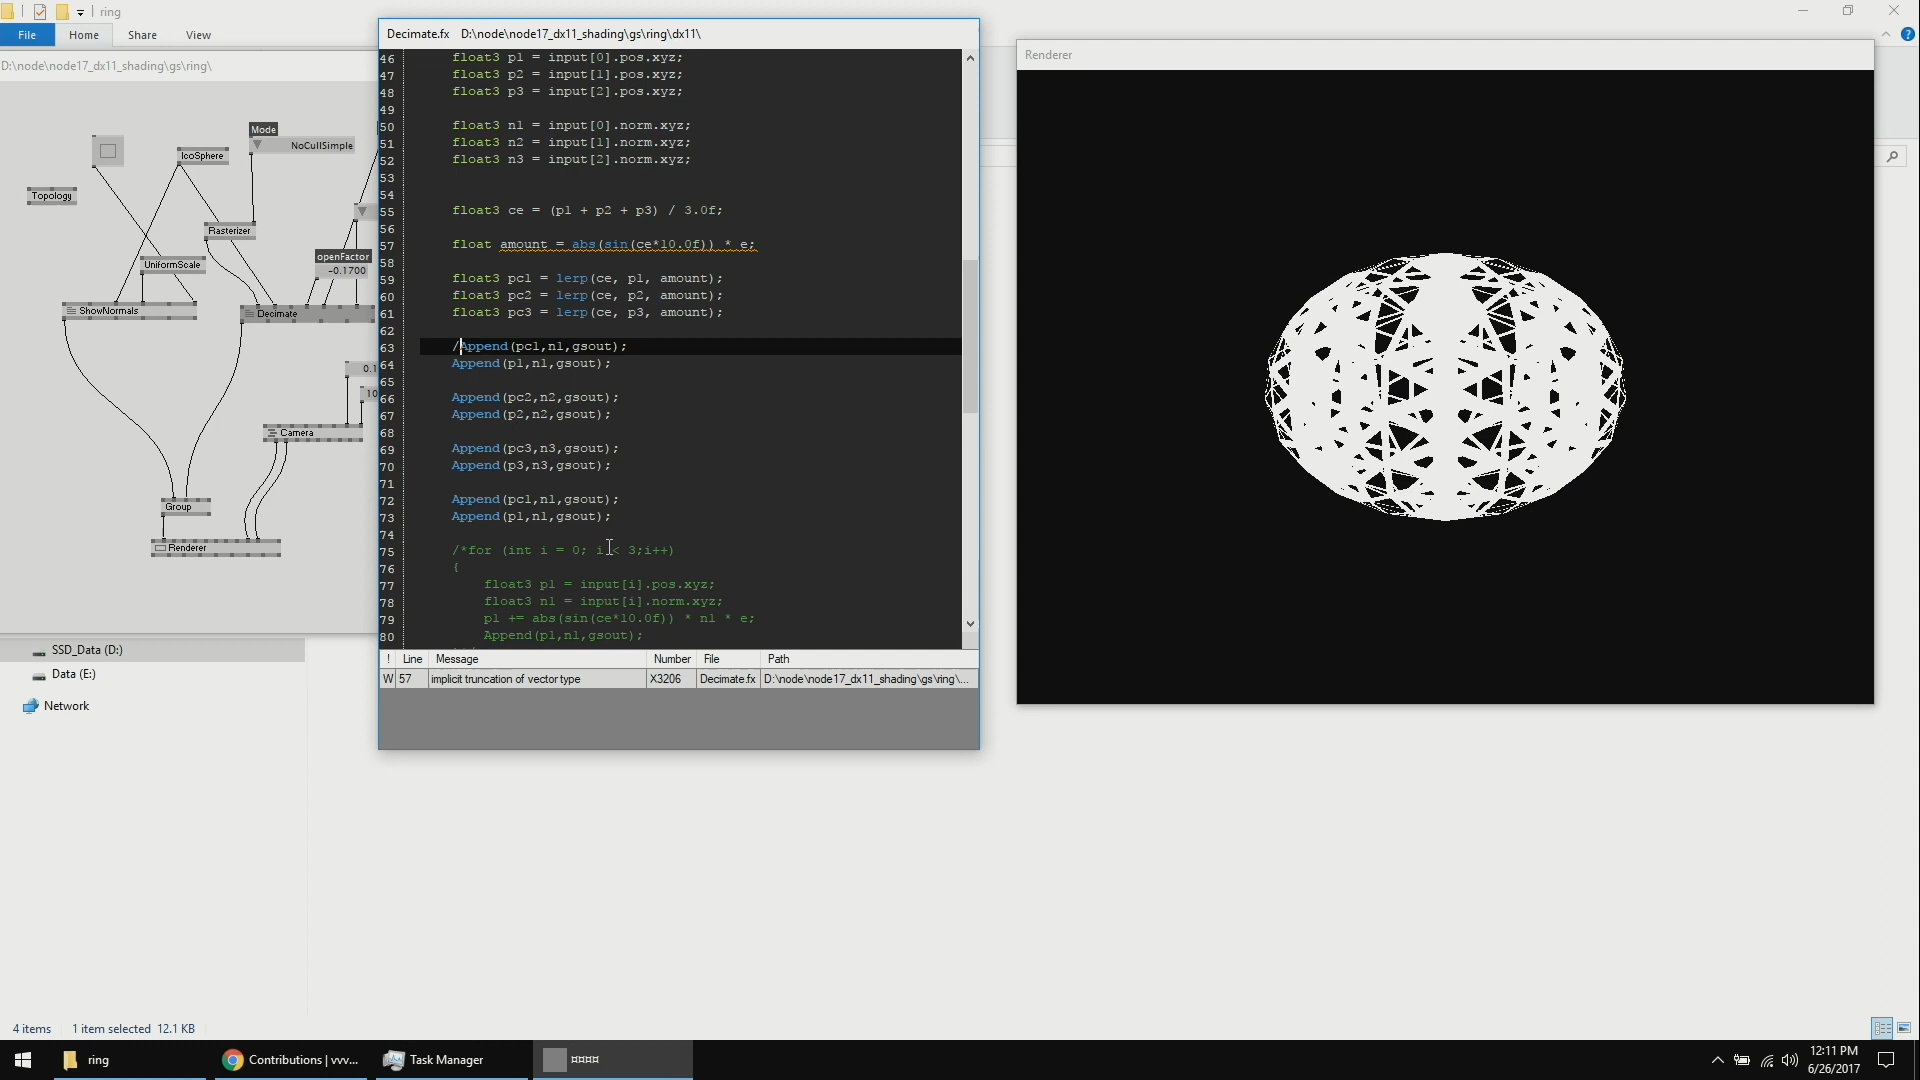 ring
File Home Share View
D:\node\node17_dx11_shading\gs\ring\
Mode
NoCullSimple
IcoSphere
Topology
Rasterizer
openFactor
-0.1700
UniformScale
ShowNormals
Decimate
0.1
10
Camera
Group
Renderer
SSD_Data (D:)
Data (E:)
Network
4 items 1 item selected 12.1 KB
Decimate.fx D:\node\node17_dx11_shading\gs\ring\dx11\
46 float3 p1 = input[0].pos.xyz;
47 float3 p2 = input[1].pos.xyz;
48 float3 p3 = input[2].pos.xyz;
49
50 float3 n1 = input[0].norm.xyz;
51 float3 n2 = input[1].norm.xyz;
52 float3 n3 = input[2].norm.xyz;
53
54
55 float3 ce = (p1 + p2 + p3) / 3.0f;
56
57 float amount = abs(sin(ce*10.0f)) * e;
58
59 float3 pc1 = lerp(ce, p1, amount);
60 float3 pc2 = lerp(ce, p2, amount);
61 float3 pc3 = lerp(ce, p3, amount);
62
63 /Append(pc1,n1,gsout);
64 Append(p1,n1,gsout);
65
66 Append(pc2,n2,gsout);
67 Append(p2,n2,gsout);
68
69 Append(pc3,n3,gsout);
70 Append(p3,n3,gsout);
71
72 Append(pc1,n1,gsout);
73 Append(p1,n1,gsout);
74
75 /*for (int i = 0; i < 3;i++)
76 {
77 float3 p1 = input[i].pos.xyz;
78 float3 n1 = input[i].norm.xyz;
79 p1 += abs(sin(ce*10.0f)) * n1 * e;
80 Append(p1,n1,gsout);
! Line Message Number File Path
W 57 implicit truncation of vector type X3206 Decimate.fx D:\node\node17_dx11_shading\gs\ring\...
Renderer
ring
Contributions | vvv...
Task Manager
12:11 PM
6/26/2017